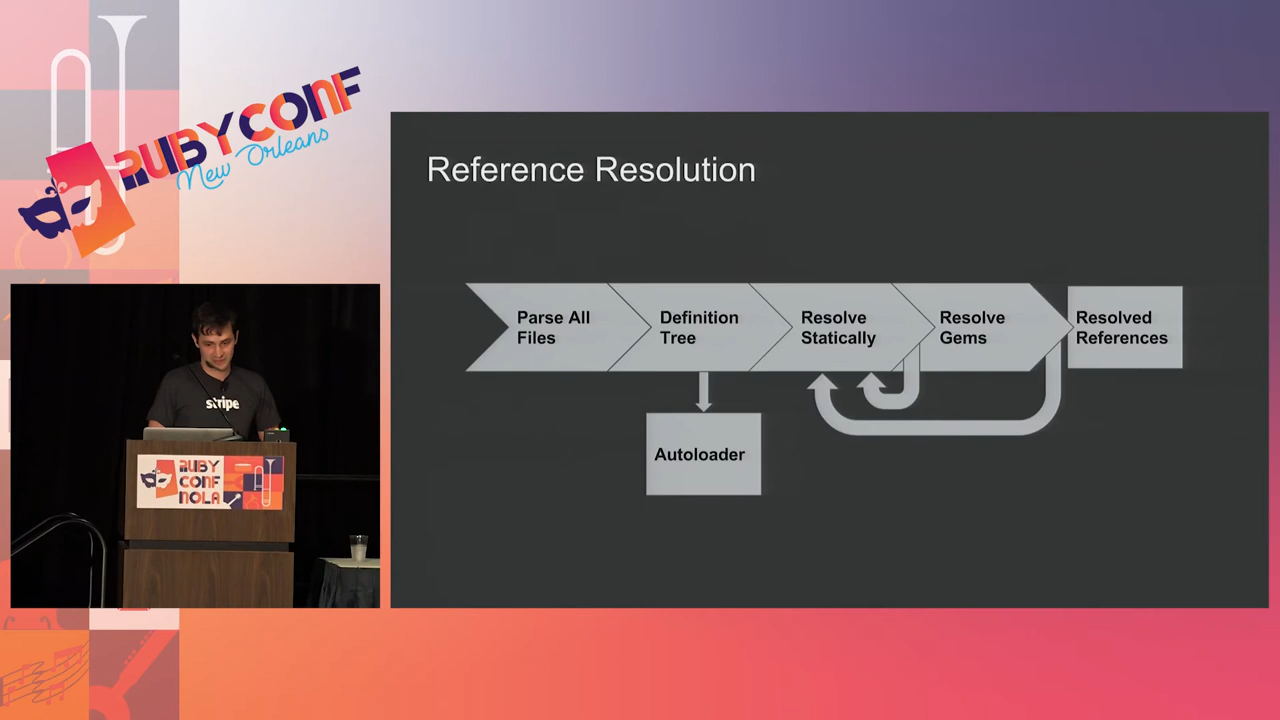 RUBYCONF
New Orleans
Reference Resolution
Parse All
Files
Definition
Tree
Resolve
Statically
Resolve
Gems
Resolved
References
Autoloader
stripe
RUBY
CONF
NOLA